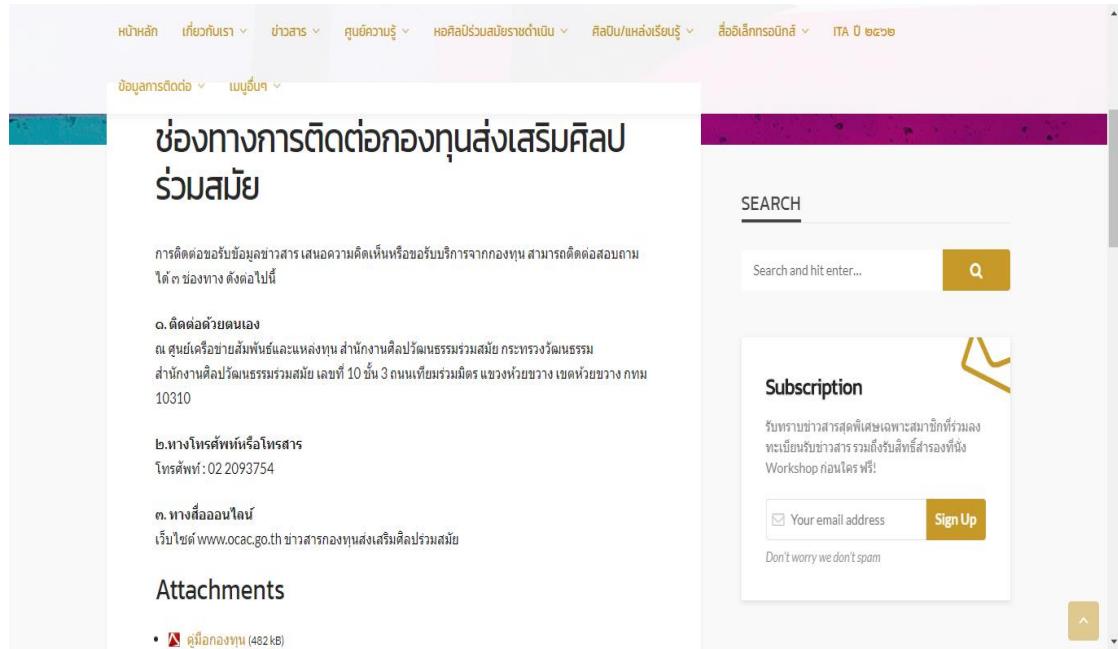 หน้าหลัก เกี่ยวกับเรา ข่าวสาร ศูนย์ความรู้ หอศิลป์ร่วมสมัยราชดำเนิน ศิลปิน/แหล่งเรียนรู้ สื่ออิเล็กทรอนิกส์ ITA ปี ๒๕๖๒
ข้อมูลการติดต่อ เมนูอื่นๆ
ช่องทางการติดต่อกองทุนส่งเสริมศิลป
ร่วมสมัย
การติดต่อขอรับข้อมูลข่าวสาร เสนอความคิดเห็นหรือขอรับบริการจากกองทุน สามารถติดต่อสอบถาม
ได้ ๓ ช่องทาง ดังต่อไปนี้
๑. ติดต่อด้วยตนเอง
ณ ศูนย์เครือข่ายสัมพันธ์และแหล่งทุน สำนักงานศิลปวัฒนธรรมร่วมสมัย กระทรวงวัฒนธรรม
สำนักงานศิลปวัฒนธรรมร่วมสมัย เลขที่ 10 ชั้น 3 ถนนเทียมร่วมมิตร แขวงห้วยขวาง เขตห้วยขวาง กทม
10310
๒.ทางโทรศัพท์หรือโทรสาร
โทรศัพท์ : 02 2093754
๓. ทางสื่อออนไลน์
เว็บไซต์ www.ocac.go.th ข่าวสารกองทุนส่งเสริมศิลปร่วมสมัย
Attachments
คู่มือกองทุน (482 kB)
SEARCH
Search and hit enter...
Subscription
รับทราบข่าวสารสุดพิเศษเฉพาะสมาชิกที่ร่วมลง
ทะเบียนรับข่าวสาร รวมถึงรับสิทธิ์สำรองที่นั่ง
Workshop ก่อนใคร ฟรี!
Your email address Sign Up
Don't worry we don't spam